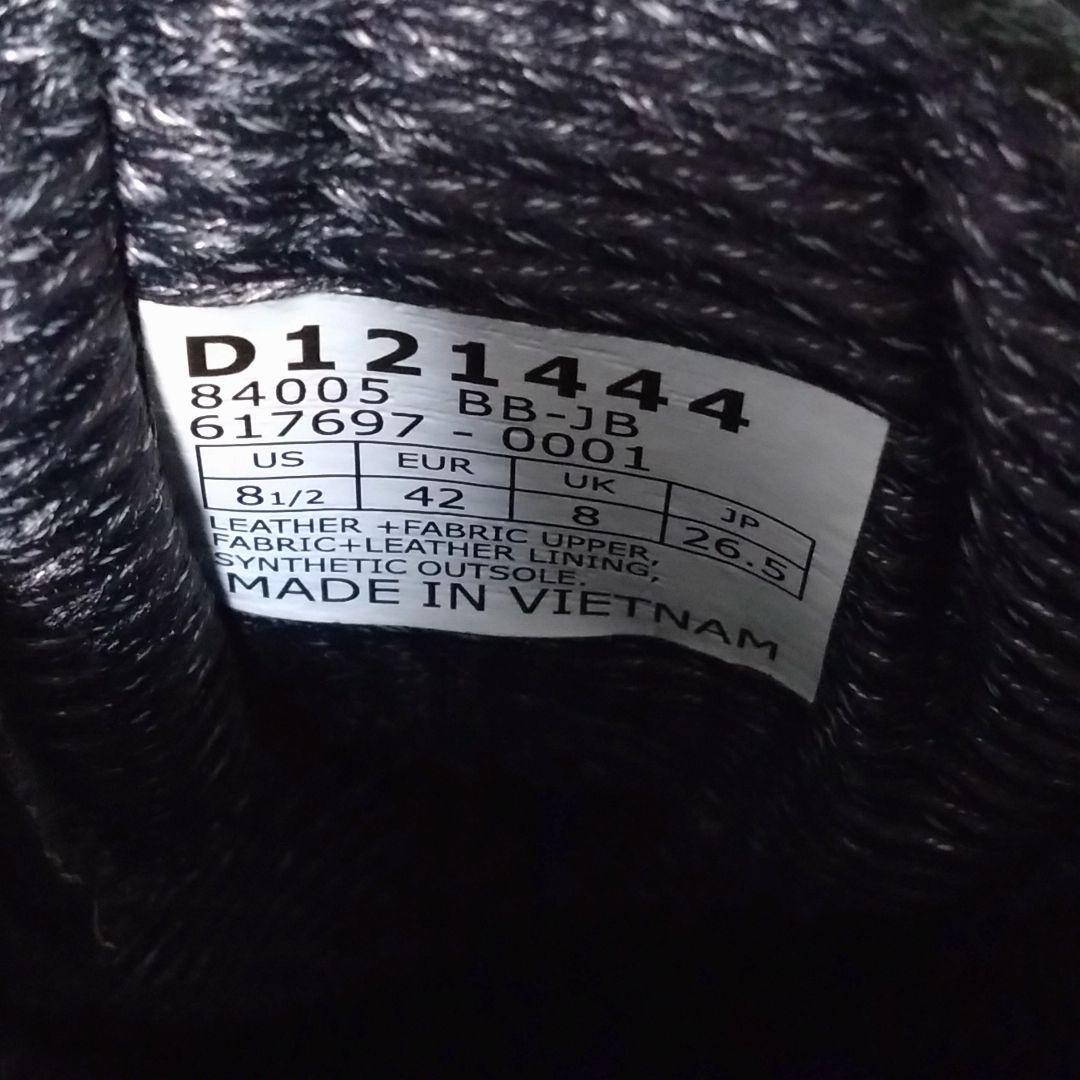 D121444
84005 BB-JB
617697 - 0001
US EUR UK JP
8 1/2 42 8 26.5
LEATHER +FABRIC UPPER,
FABRIC+LEATHER LINING,
SYNTHETIC OUTSOLE.
MADE IN VIETNAM